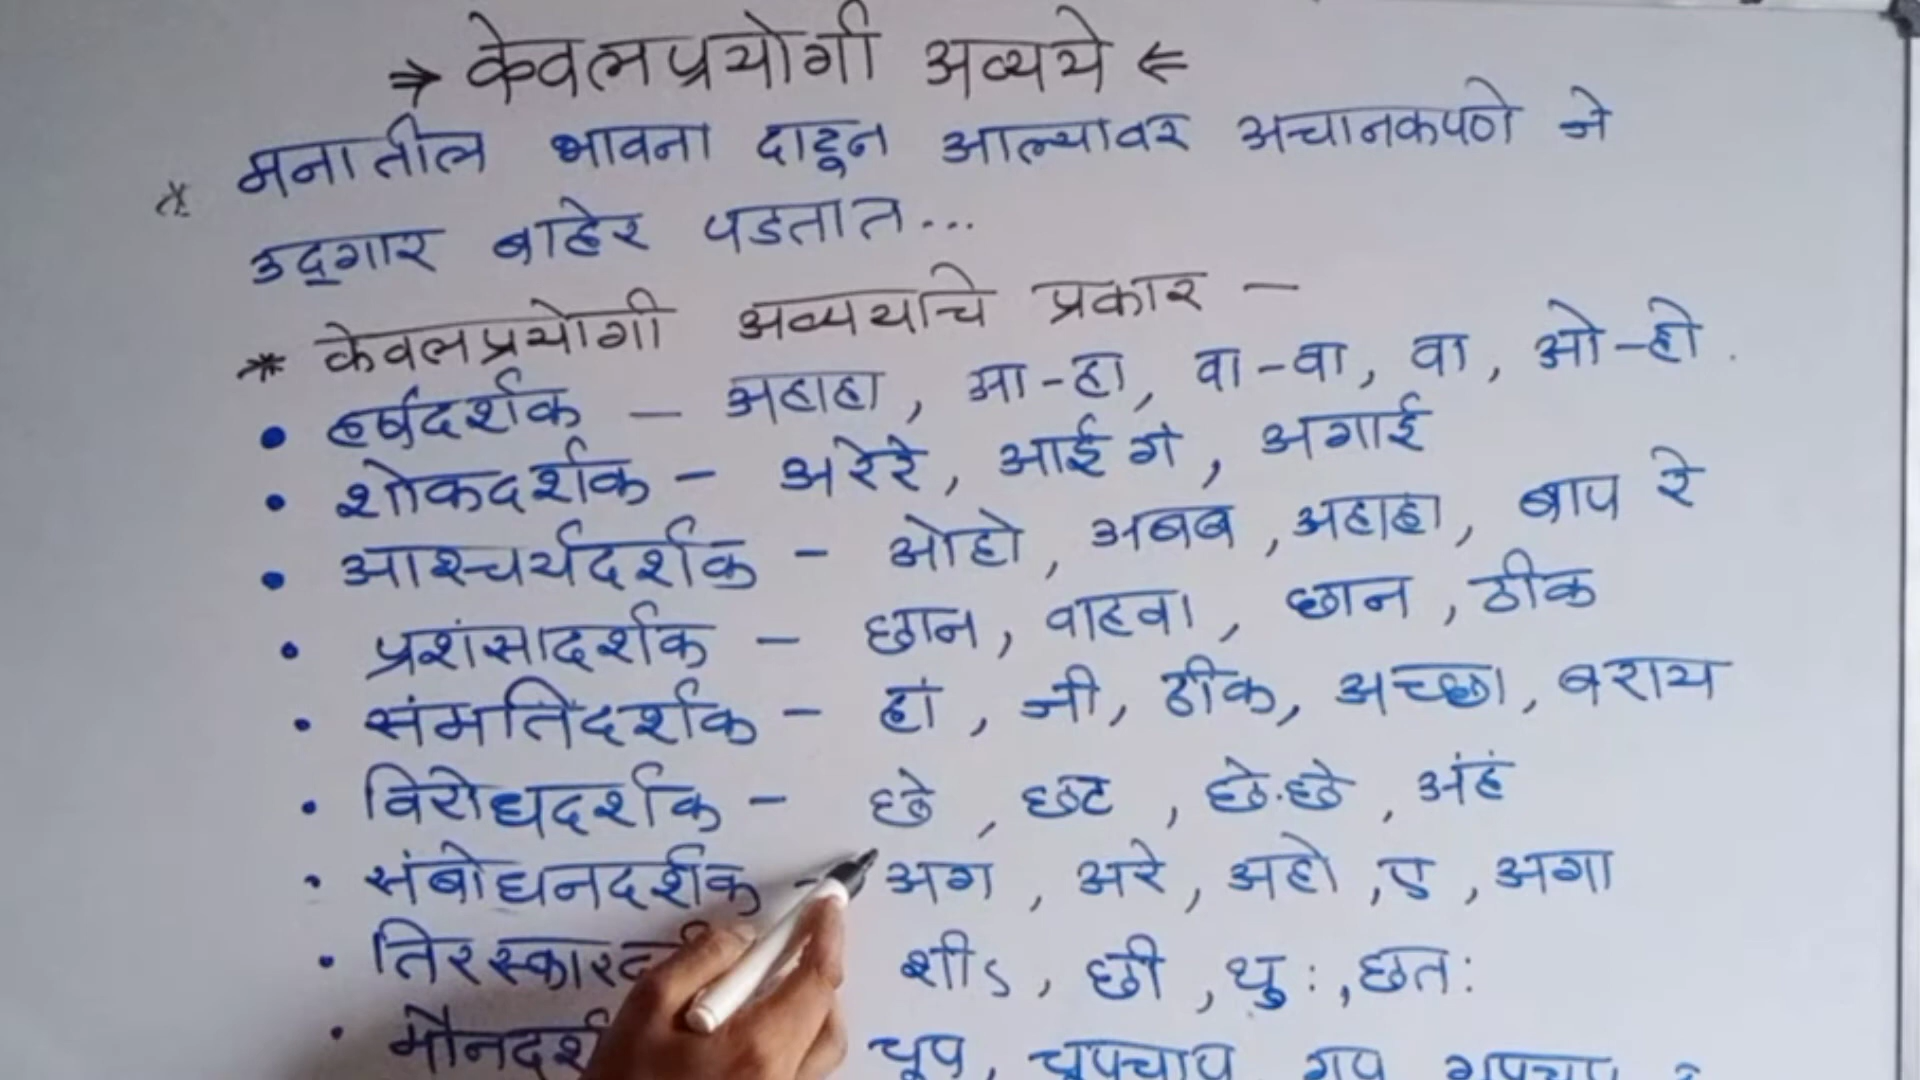 ⇒ केवलप्रयोगी अव्यये ⇐
* मनातील भावना दाटून आल्यावर अचानकपणे जे
उद्‌गार बाहेर पडतात...
* केवलप्रयोगी अव्ययाचे प्रकार –
• हर्षदर्शक – अहाहा, आ-हा, वा-वा, वा, ओ-हो.
• शोकदर्शक – अरेरे, आई गं, अगाई
• आश्चर्यदर्शक – ओहो, अबब, अहाहा, बाप रे
• प्रशंसादर्शक – छान, वाहवा, छान, ठीक
• संमतिदर्शक – हां, जी, ठीक, अच्छा, बराय
• विरोधदर्शक – छे, छट, छे.छे, अंहं
• संबोधनदर्शक – अगं, अरे, अहो, ए, अगा
• तिरस्कारद शीऽ, छी, थु:, छत:
• मौनदर्श चूप, चूपचाप